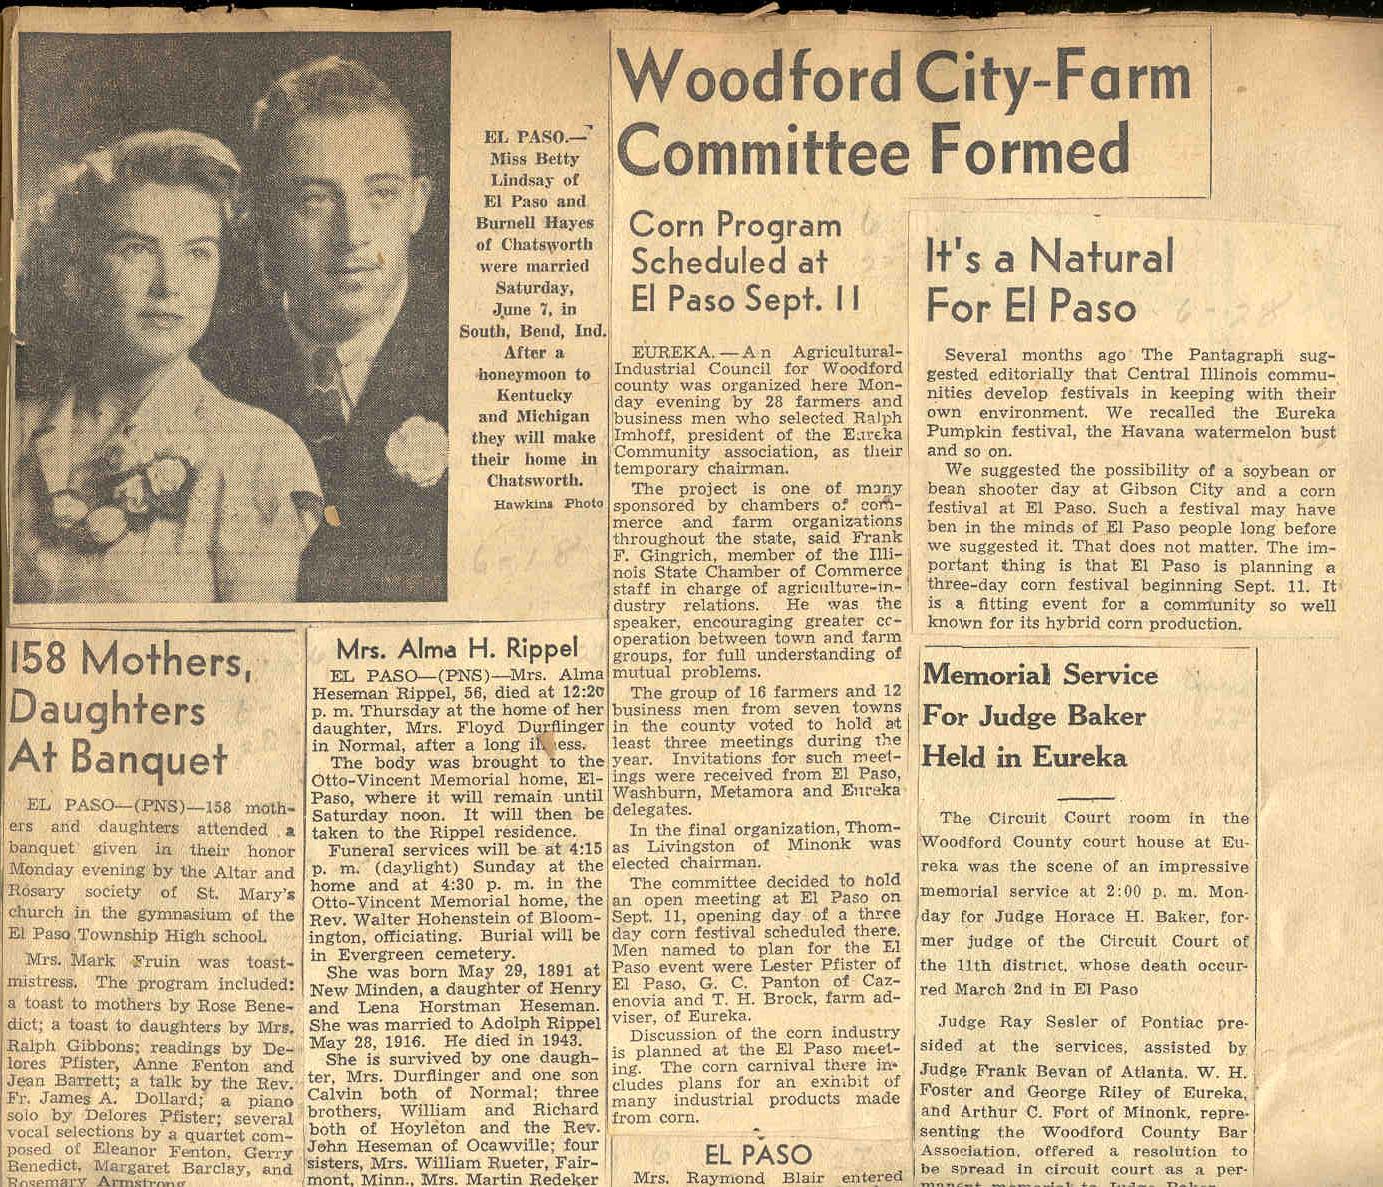 EL PASO.—
Miss Betty
Lindsay of
El Paso and
Burnell Hayes
of Chatsworth
were married
Saturday,
June 7, in
South, Bend, Ind.
After a
honeymoon to
Kentucky
and Michigan
they will make
their home in
Chatsworth.
Hawkins Photo
6-18
158 Mothers,
Daughters
At Banquet
EL PASO—(PNS)—158 moth-
ers and daughters attended a
banquet given in their honor
Monday evening by the Altar and
Rosary society of St. Mary's
church in the gymnasium of the
El Paso Township High school.
Mrs. Mark Fruin was toast-
mistress. The program included:
a toast to mothers by Rose Bene-
dict; a toast to daughters by Mrs.
Ralph Gibbons; readings by De-
lores Pfister, Anne Fenton and
Jean Barrett; a talk by the Rev.
Fr. James A. Dollard; a piano
solo by Delores Pfister; several
vocal selections by a quartet com-
posed of Eleanor Fenton, Gerry
Benedict, Margaret Barclay, and
Rosemary Armstrong
Mrs. Alma H. Rippel
EL PASO—(PNS)—Mrs. Alma
Heseman Rippel, 56, died at 12:20
p. m. Thursday at the home of her
daughter, Mrs. Floyd Durflinger
in Normal, after a long il ess.
The body was brought to the
Otto-Vincent Memorial home, El-
Paso, where it will remain until
Saturday noon. It will then be
taken to the Rippel residence.
Funeral services will be at 4:15
p. m. (daylight) Sunday at the
home and at 4:30 p. m. in the
Otto-Vincent Memorial home, the
Rev. Walter Hohenstein of Bloom-
ington, officiating. Burial will be
in Evergreen cemetery.
She was born May 29, 1891 at
New Minden, a daughter of Henry
and Lena Horstman Heseman.
She was married to Adolph Rippel
May 28, 1916. He died in 1943.
She is survived by one daugh-
ter, Mrs. Durflinger and one son
Calvin both of Normal; three
brothers, William and Richard
both of Hoyleton and the Rev.
John Heseman of Ocawville; four
sisters, Mrs. William Rueter, Fair-
mont, Minn., Mrs. Martin Redeker
Woodford City-Farm
Committee Formed
Corn Program
Scheduled at
El Paso Sept. 11
EUREKA. — An Agricultural-
Industrial Council for Woodford
county was organized here Mon-
day evening by 28 farmers and
business men who selected Ralph
Imhoff, president of the Eureka
Community association, as their
temporary chairman.
The project is one of many
sponsored by chambers of com-
merce and farm organizations
throughout the state, said Frank
F. Gingrich, member of the Illi-
nois State Chamber of Commerce
staff in charge of agriculture-in-
dustry relations. He was the
speaker, encouraging greater co-
operation between town and farm
groups, for full understanding of
mutual problems.
The group of 16 farmers and 12
business men from seven towns
in the county voted to hold at
least three meetings during the
year. Invitations for such meet-
ings were received from El Paso,
Washburn, Metamora and Eureka
delegates.
In the final organization, Thom-
as Livingston of Minonk was
elected chairman.
The committee decided to hold
an open meeting at El Paso on
Sept. 11, opening day of a three
day corn festival scheduled there.
Men named to plan for the El
Paso event were Lester Pfister of
El Paso, G. C. Panton of Caz-
enovia and T. H. Brock, farm ad-
viser, of Eureka.
Discussion of the corn industry
is planned at the El Paso meet-
ing. The corn carnival there in-
cludes plans for an exhibit of
many industrial products made
from corn.
EL PASO
Mrs. Raymond Blair entered
It's a Natural
For El Paso
6-28
Several months ago The Pantagraph sug-
gested editorially that Central Illinois commu-
nities develop festivals in keeping with their
own environment. We recalled the Eureka
Pumpkin festival, the Havana watermelon bust
and so on.
We suggested the possibility of a soybean or
bean shooter day at Gibson City and a corn
festival at El Paso. Such a festival may have
ben in the minds of El Paso people long before
we suggested it. That does not matter. The im-
portant thing is that El Paso is planning a
three-day corn festival beginning Sept. 11. It
is a fitting event for a community so well
known for its hybrid corn production.
Memorial Service
For Judge Baker
Held in Eureka
The Circuit Court room in the
Woodford County court house at Eu-
reka was the scene of an impressive
memorial service at 2:00 p. m. Mon-
day for Judge Horace H. Baker, for-
mer judge of the Circuit Court of
the 11th district, whose death occur-
red March 2nd in El Paso
Judge Ray Sesler of Pontiac pre-
sided at the services, assisted by
Judge Frank Bevan of Atlanta. W. H.
Foster and George Riley of Eureka,
and Arthur C. Fort of Minonk, repre-
senting the Woodford County Bar
Association, offered a resolution to
be spread in circuit court as a per-
manent memorial to Judge Baker